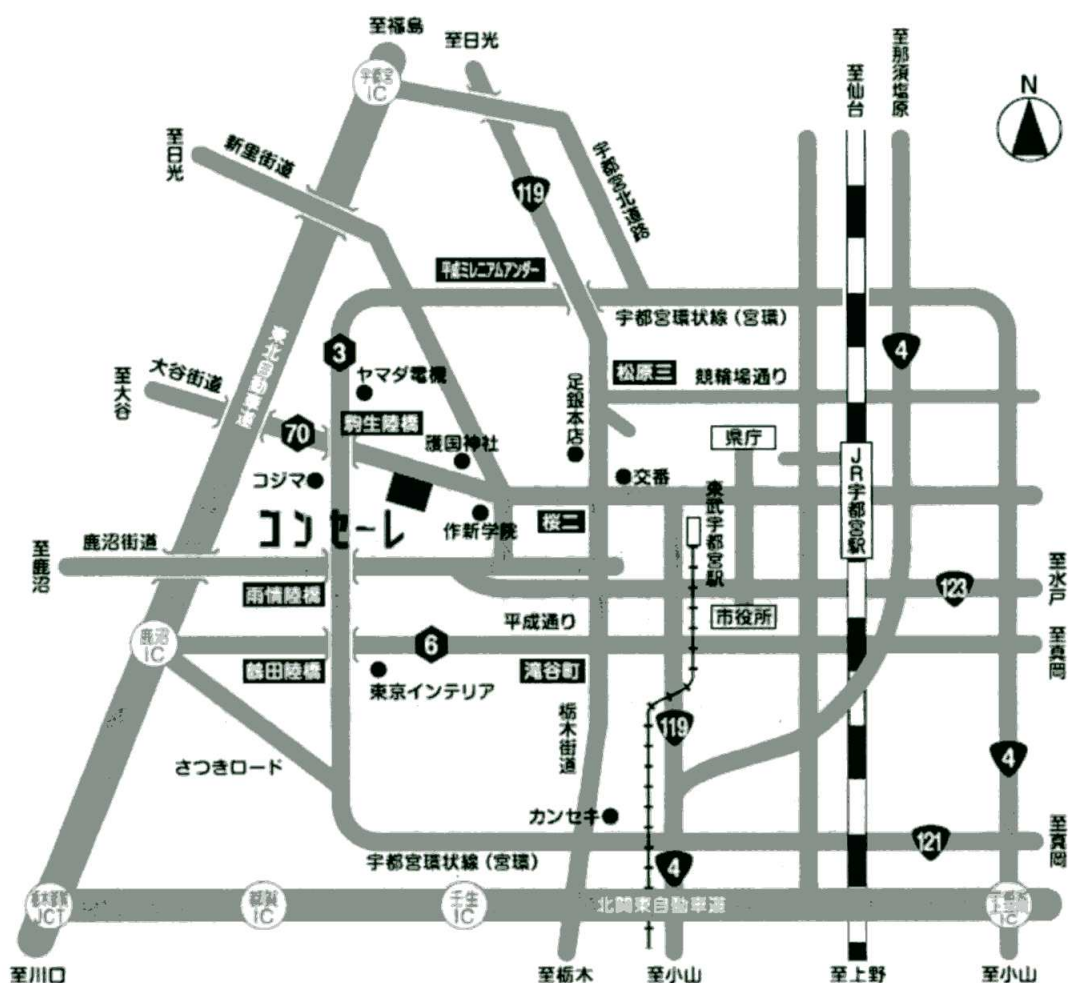 至福島
至日光
至仙台
至那須塩原
N
宇都宮
IC
至日光
新里街道
119
宇都宮北道路
平成ミレニアムアンダー
宇都宮環状線(宮環)
東北自動車道
3
4
至大谷
大谷街道
ヤマダ電機
松原三
競輪場通り
足銀本店
70
駒生陸橋
県庁
護国神社
コジマ
交番
JR宇都宮駅
東武宇都宮駅
コンセーレ
作新学院
桜二
至鹿沼
鹿沼街道
至水戸
雨情陸橋
123
市役所
平成通り
鹿沼
IC
6
至真岡
鶴田陸橋
滝谷町
東京インテリア
栃木街道
119
さつきロード
4
カンセキ
至真岡
121
宇都宮環状線(宮環)
4
栃木都賀
JCT
都賀
IC
壬生
IC
北関東自動車道
IC
至川口
至栃木
至小山
至上野
至小山